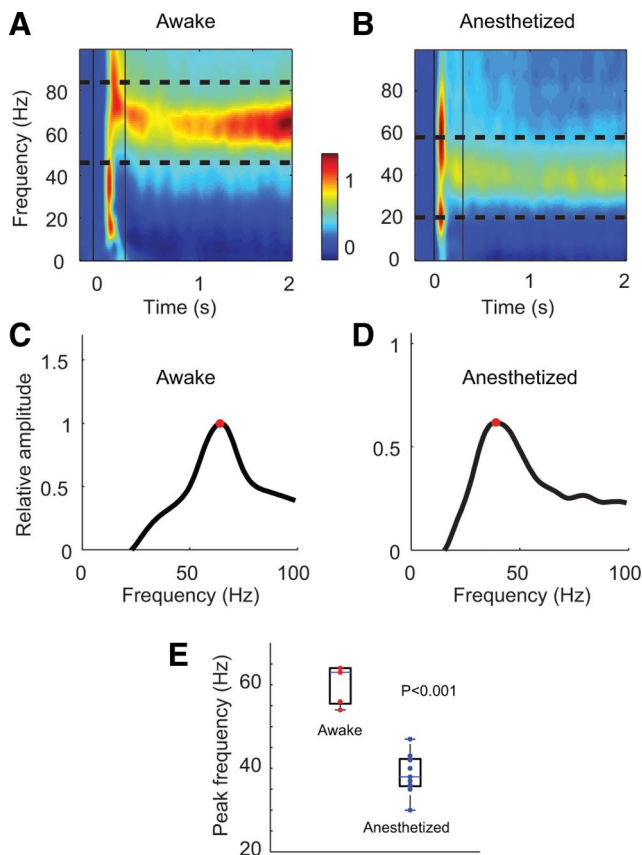 A Awake
Frequency (Hz)
80
60
40
20
0
0 1 2
Time (s)
1
0
B Anesthetized
80
60
40
20
0
0 1 2
Time (s)
C
Awake
Relative amplitude
1.5
1
0.5
0
0 50 100
Frequency (Hz)
D
Anesthetized
1
0.5
0
0 50 100
Frequency (Hz)
E
Peak frequency (Hz)
60
40
20
P<0.001
Awake
Anesthetized